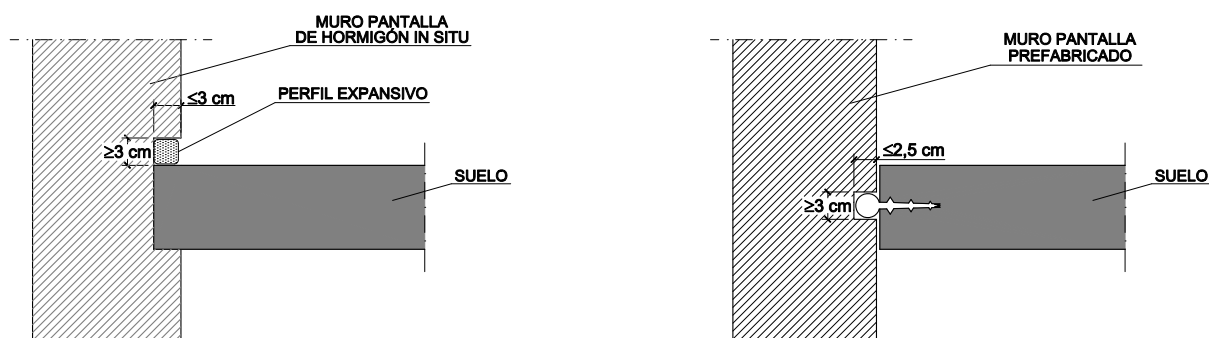 MURO PANTALLA
DE HORMIGÓN IN SITU
≤3 cm
PERFIL EXPANSIVO
≥3 cm
SUELO
MURO PANTALLA
PREFABRICADO
≤2,5 cm
≥3 cm
SUELO